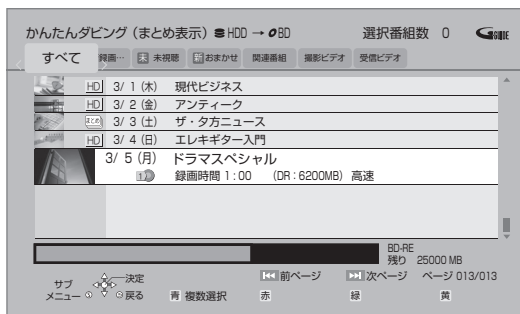 かんたんダビング (まとめ表示) HDD → BD 選択番組数 0 G GUIDE
すべて 録画… 未 未視聴 新 おまかせ 関連番組 撮影ビデオ 受信ビデオ
HD 3/ 1 (木) 現代ビジネス
HD 3/ 2 (金) アンティーク
まとめ 3/ 3 (土) ザ・夕方ニュース
HD 3/ 4 (日) エレキギター入門
3/ 5 (月) ドラマスペシャル
1 録画時間 1:00 (DR:6200MB) 高速
BD-RE
残り 25000 MB
サブ メニュー S 決定 戻る 青 複数選択 前ページ 赤 次ページ 緑 ページ 013/013 黄